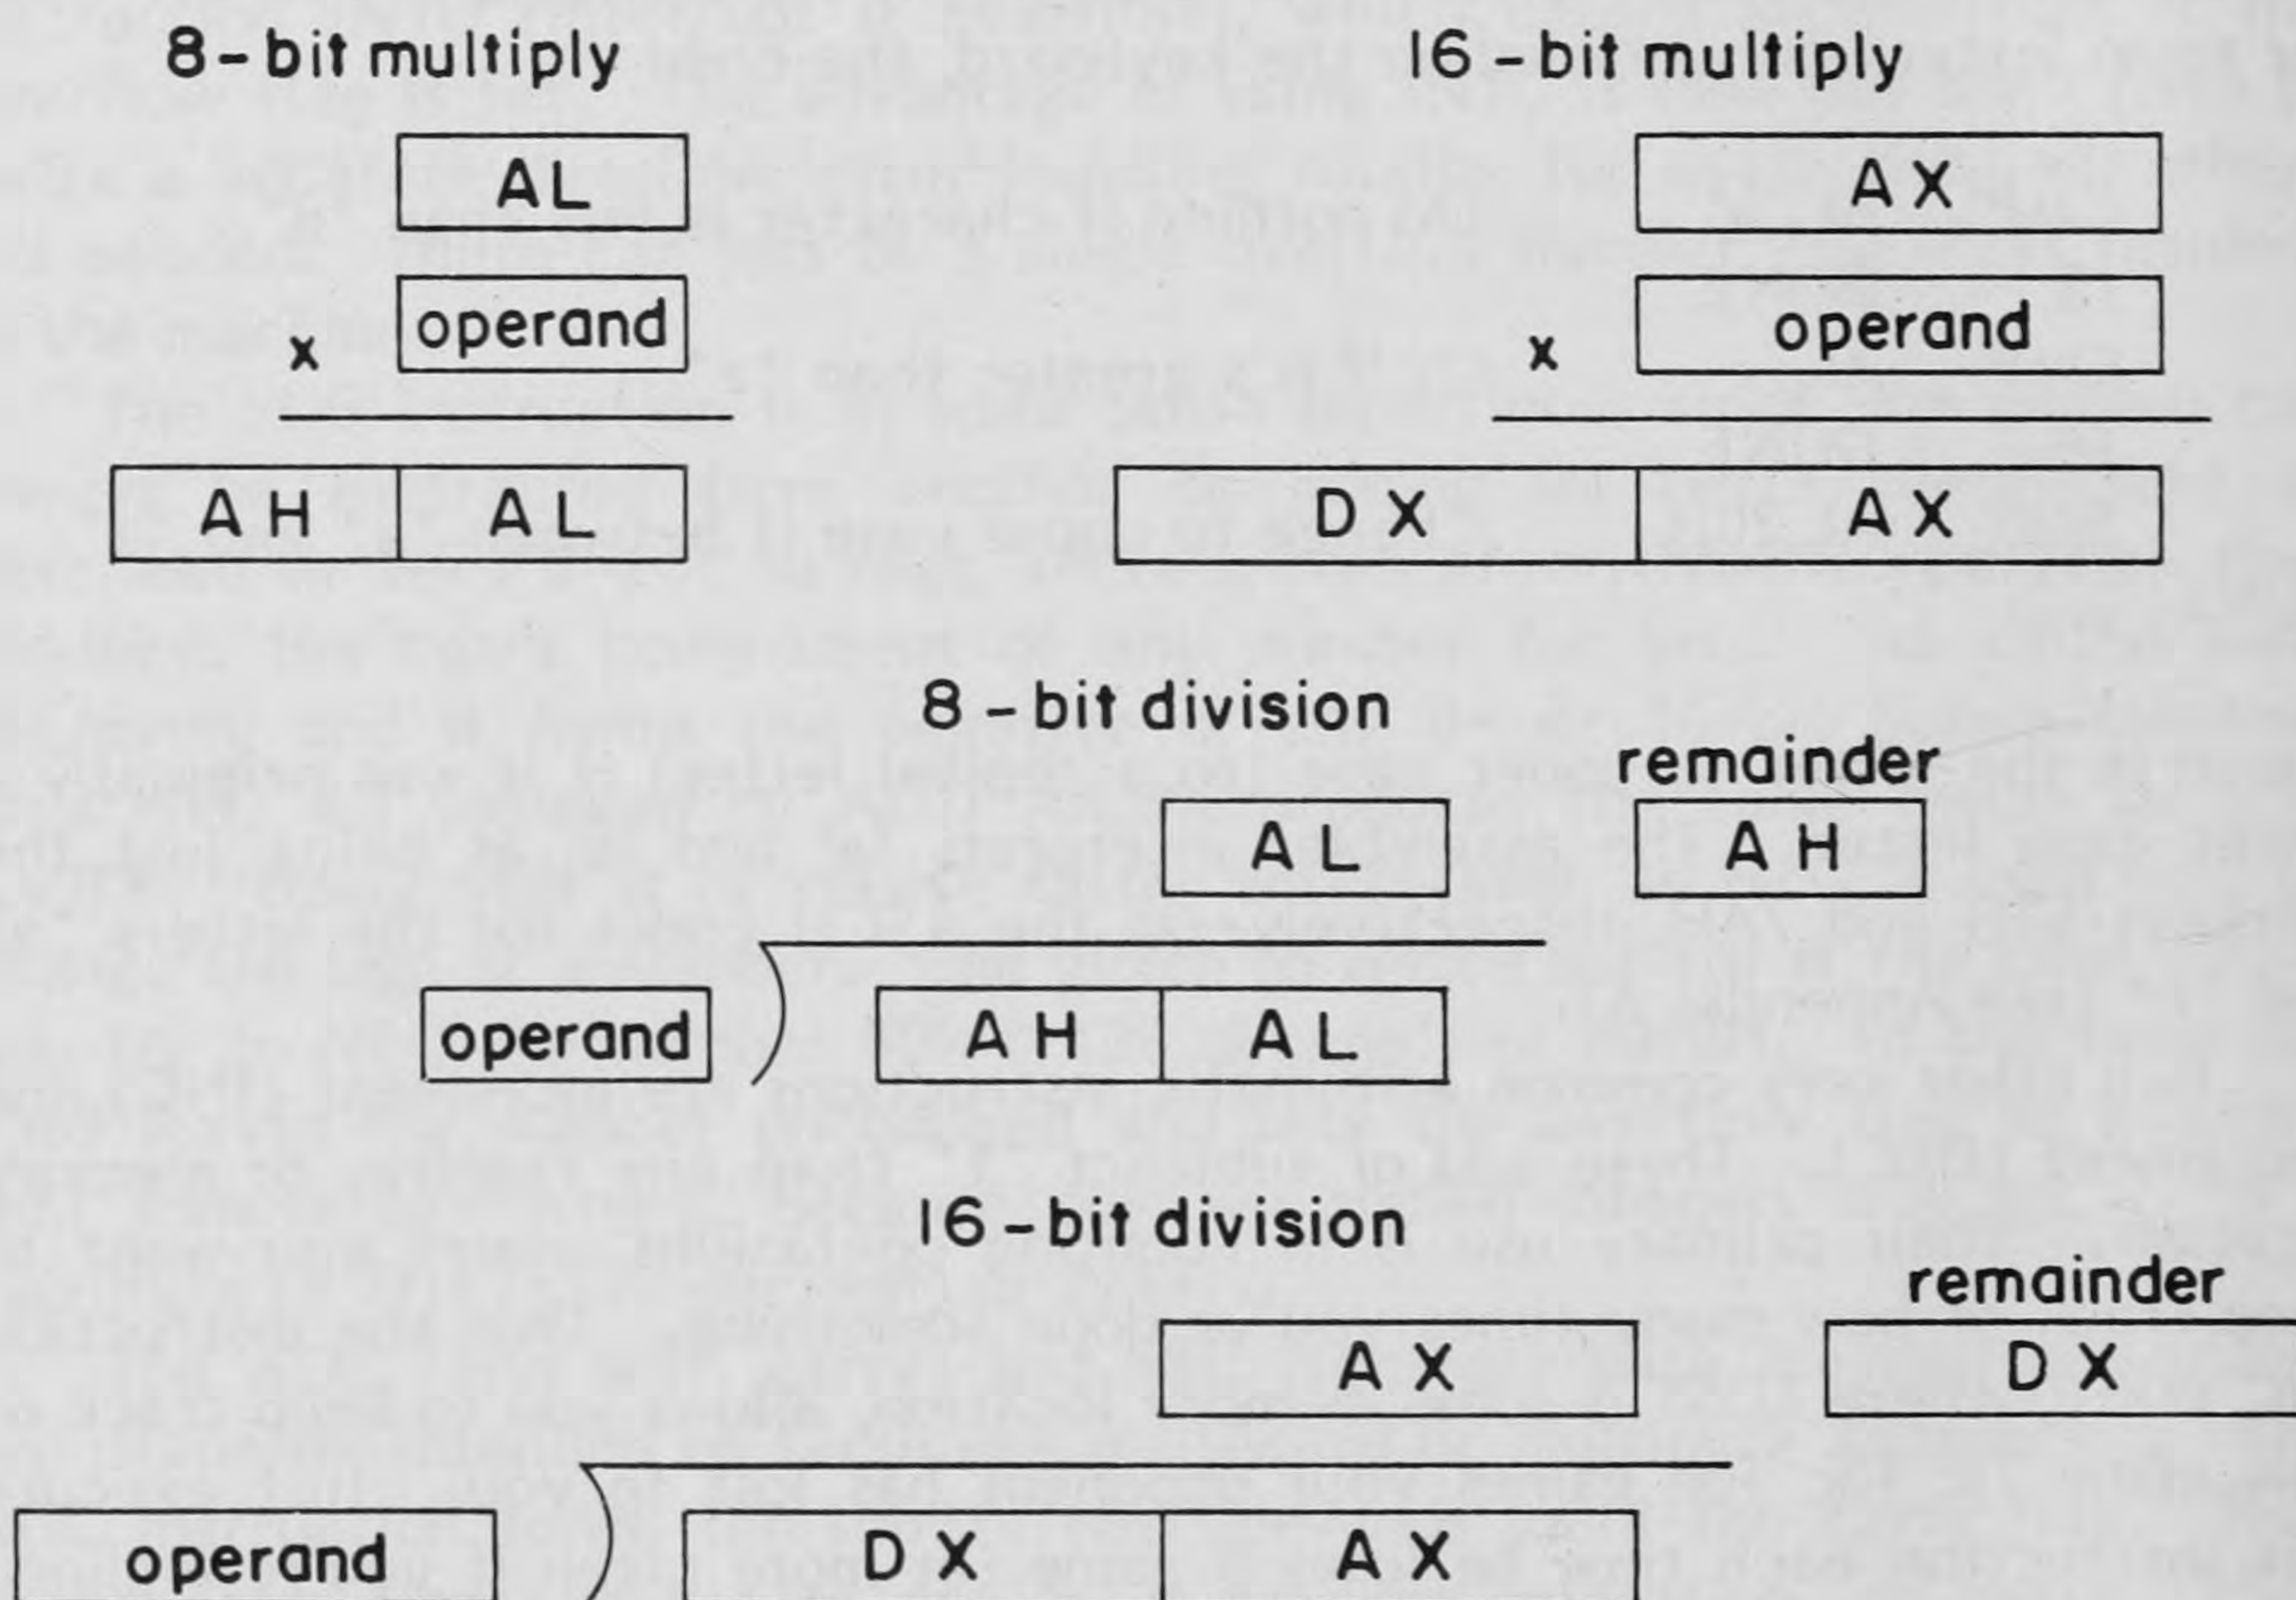 8-bit multiply 16-bit multiply
AL AX
operand operand
x x
AH AL DX AX
8-bit division
remainder
AL AH
operand AH AL
16-bit division
remainder
AX DX
operand DX AX